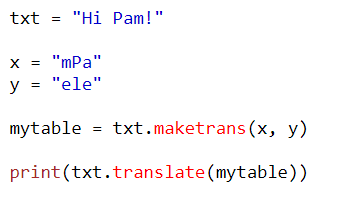 txt = "Hi Pam!"
x = "mPa"
y = "ele"
mytable = txt.maketrans(x, y)
print(txt.translate(mytable))